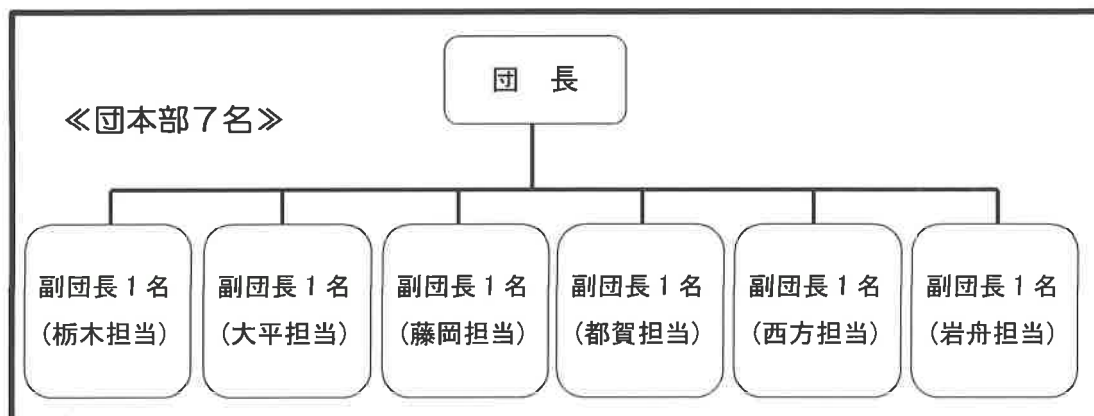 団 長
≪団本部７名≫
副団長１名
(栃木担当)
副団長１名
(大平担当)
副団長１名
(藤岡担当)
副団長１名
(都賀担当)
副団長１名
(西方担当)
副団長１名
(岩舟担当)